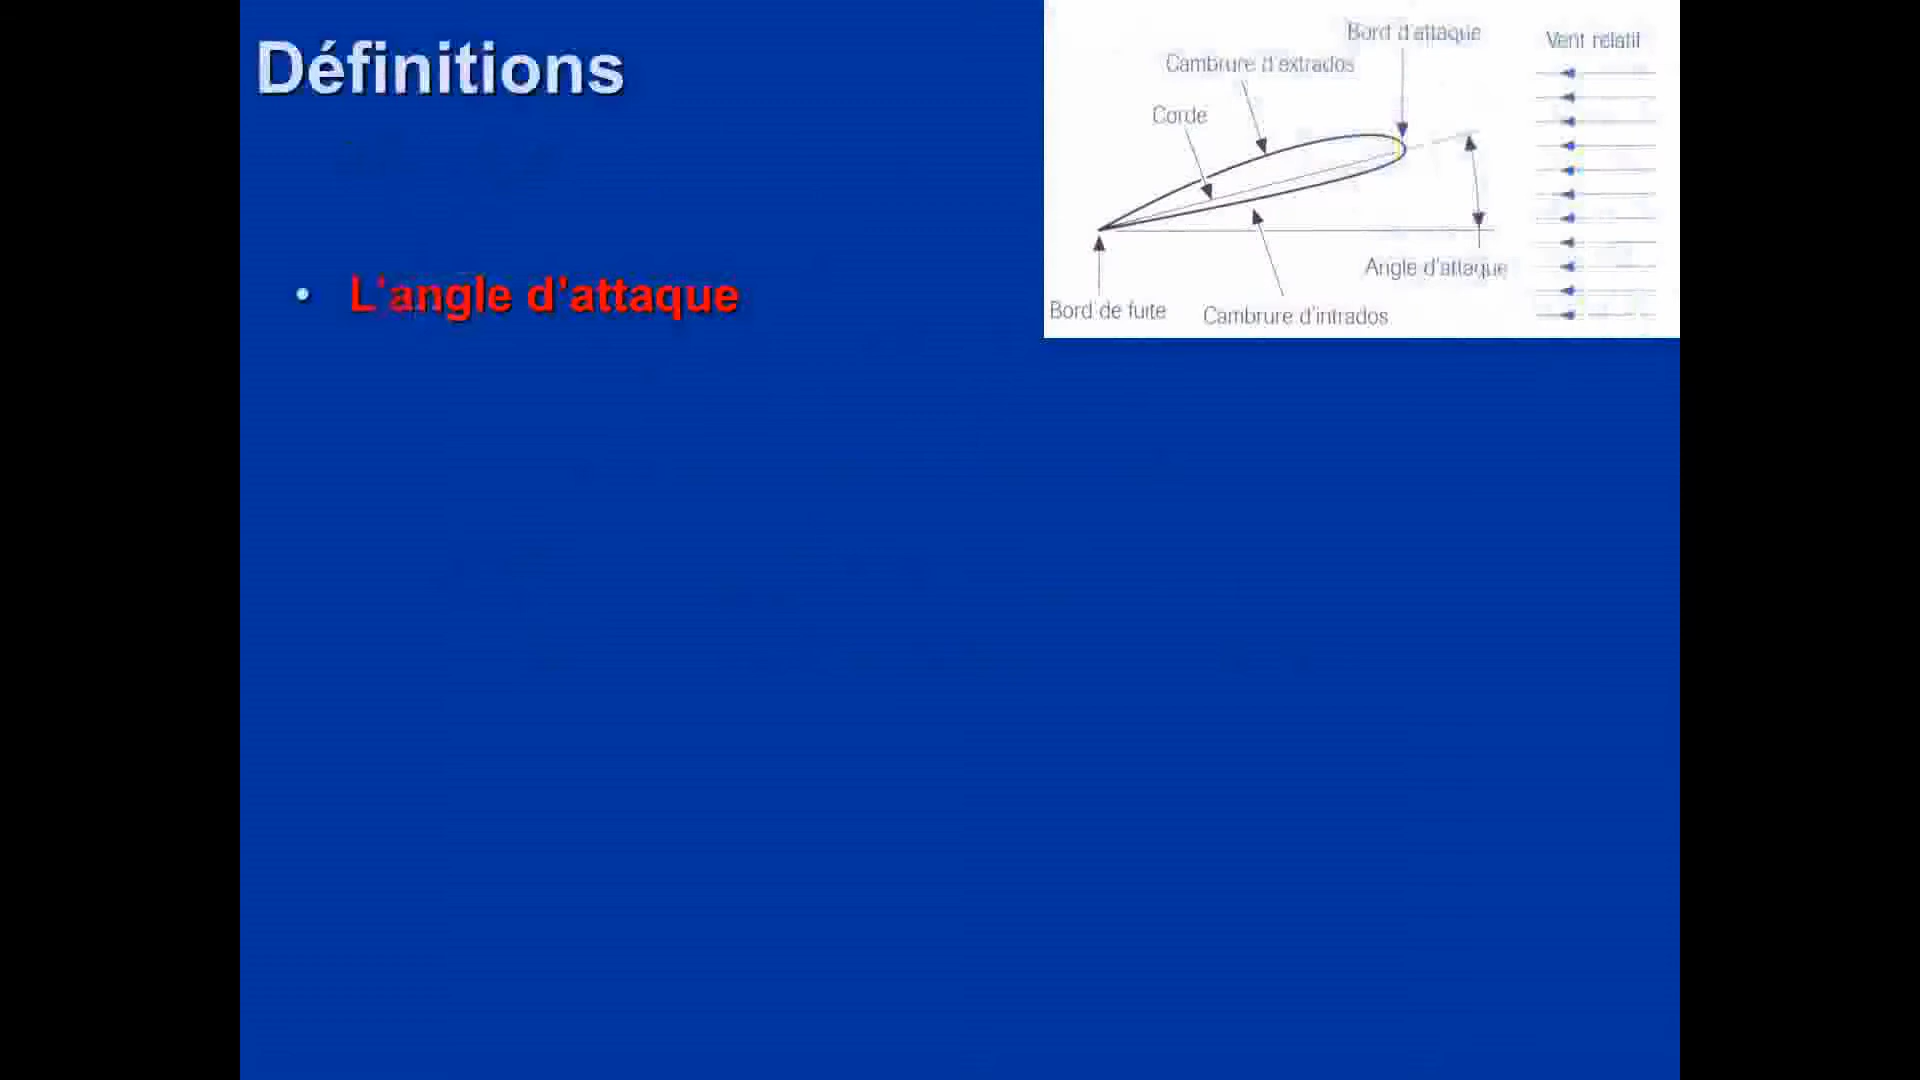 Définitions
L'angle d'attaque
Bord d'attaque
Vent relatif
Cambrure d'extrados
Corde
Angle d'attaque
Bord de fuite
Cambrure d'intrados